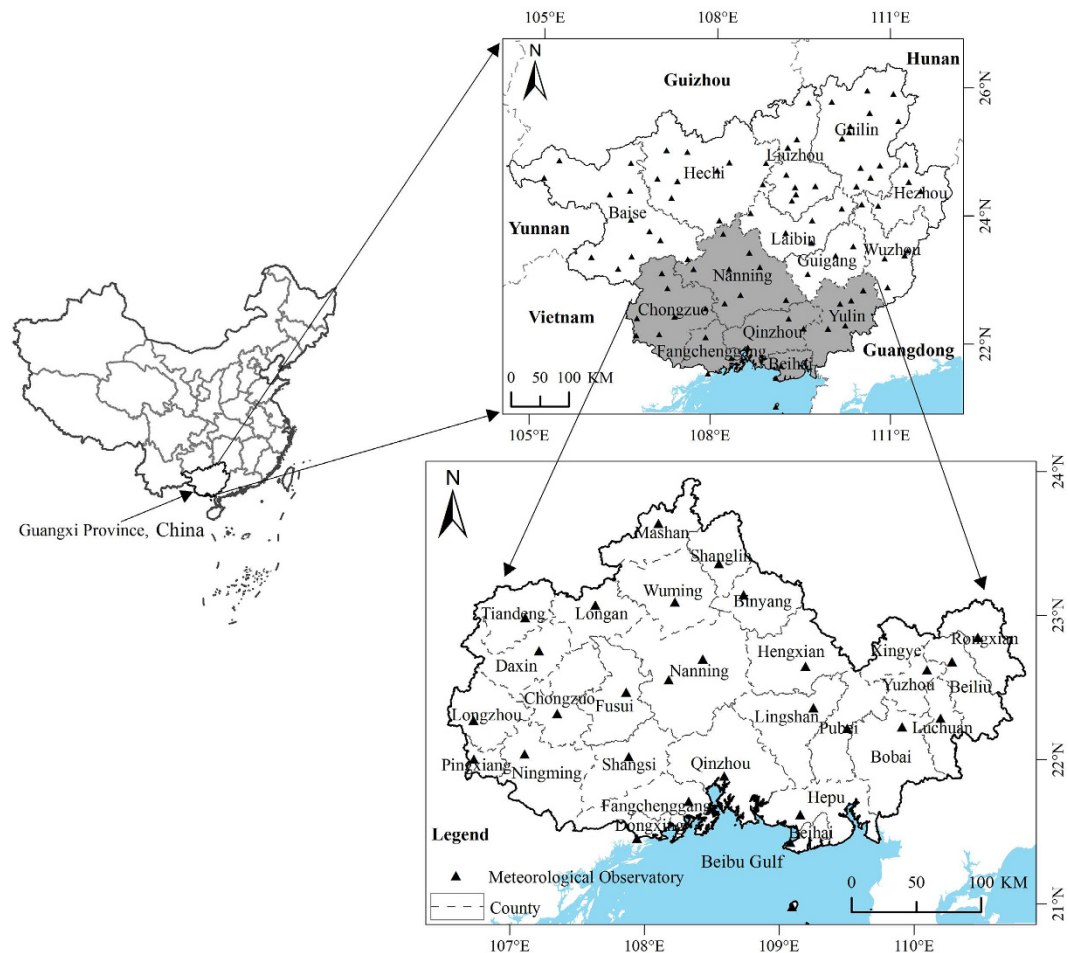 Guangxi Province, China
105°E 108°E 111°E
N
Hunan
Guizhou
26°N
Guilin
Liuzhou
Hechi
Hezhou
Baise
24°N
Yunnan
Laibin
Wuzhou
Guigang
Nanning
Chongzuo
Yulin
Vietnam
Qinzhou
22°N
Fangchenggang
Guangdong
Beihai
0 50 100 KM
105°E 108°E 111°E
N
24°N
Mashan
Shanglin
Wuming
Binyang
23°N
Tiandeng
Longan
Rongxian
Hengxian
Xingye
Daxin
Nanning
Yuzhou
Beiliu
Chongzuo
Fusui
Longzhou
Lingshan
Pubei
Luchuan
Pingxiang
Ningming
Shangsi
Qinzhou
Bobai
22°N
Hepu
Fangchenggang
Dongxing
Beihai
Legend
Beibu Gulf
Meteorological Observatory
0 50 100 KM
County
21°N
107°E 108°E 109°E 110°E